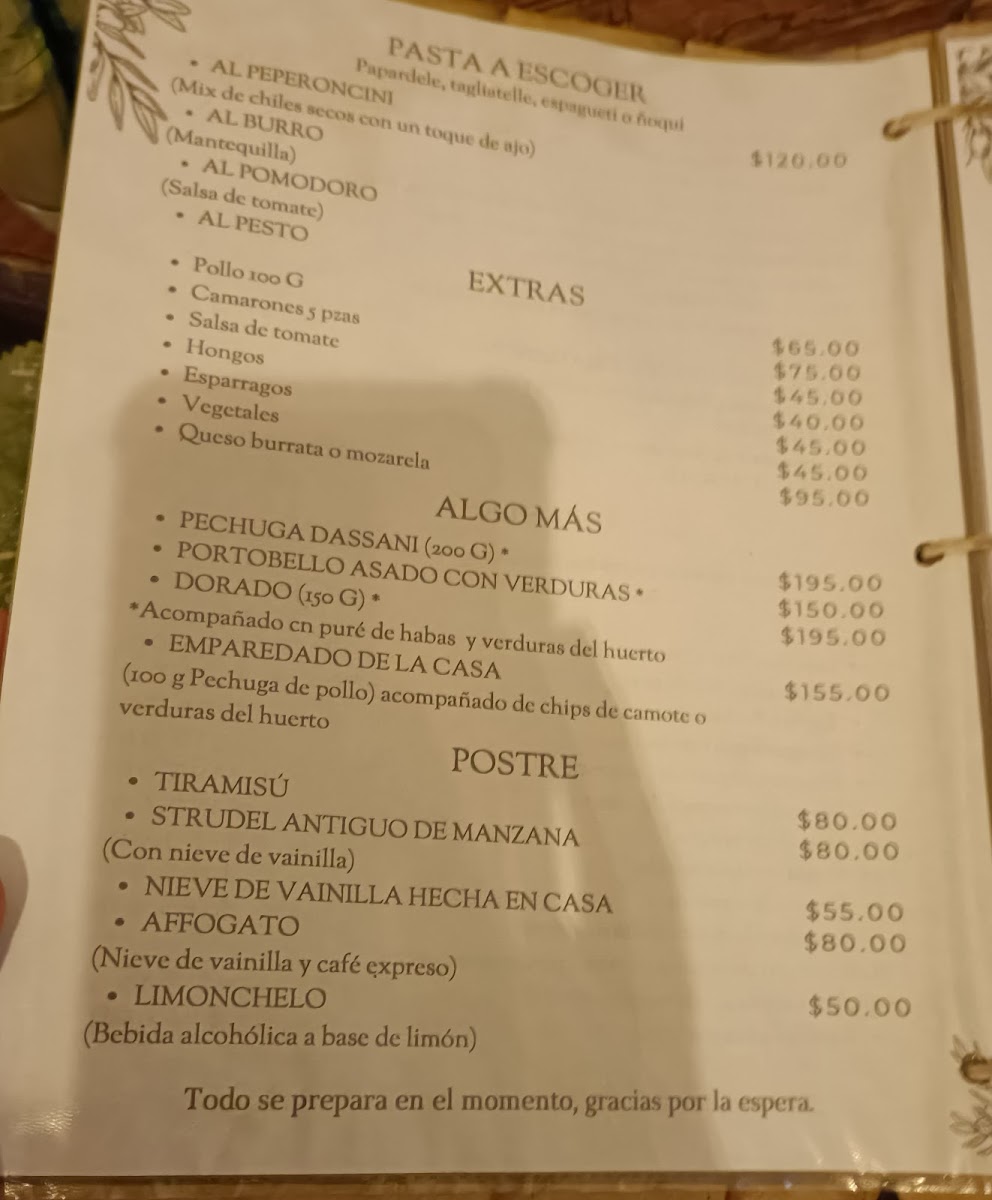 PASTA A ESCOGER
Papardele, tagliatelle, espagueti o ñoqui
• AL PEPERONCINI
(Mix de chiles secos con un toque de ajo)
$120.00
• AL BURRO
(Mantequilla)
• AL POMODORO
(Salsa de tomate)
• AL PESTO
EXTRAS
• Pollo 100 G $65.00
• Camarones 5 pzas $75.00
• Salsa de tomate $45.00
• Hongos $40.00
• Esparragos $45.00
• Vegetales $45.00
• Queso burrata o mozarela $95.00
ALGO MÁS
• PECHUGA DASSANI (200 G) * $195.00
• PORTOBELLO ASADO CON VERDURAS * $150.00
• DORADO (150 G) * $195.00
*Acompañado cn puré de habas y verduras del huerto
• EMPAREDADO DE LA CASA $155.00
(100 g Pechuga de pollo) acompañado de chips de camote o
verduras del huerto
POSTRE
• TIRAMISÚ $80.00
• STRUDEL ANTIGUO DE MANZANA $80.00
(Con nieve de vainilla)
• NIEVE DE VAINILLA HECHA EN CASA $55.00
• AFFOGATO $80.00
(Nieve de vainilla y café expreso)
• LIMONCHELO $50.00
(Bebida alcohólica a base de limón)
Todo se prepara en el momento, gracias por la espera.